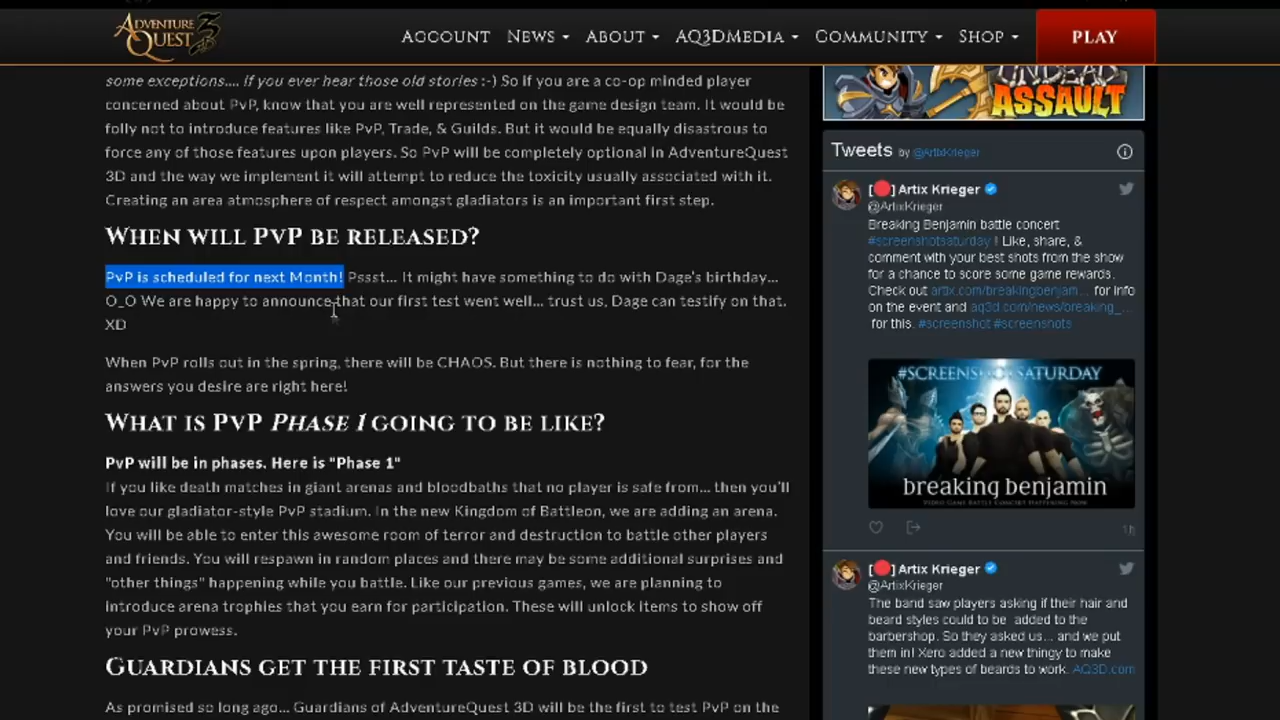 ADVENTURE QUEST 3D
ACCOUNT NEWS ABOUT AQ3DMEDIA COMMUNITY SHOP PLAY
some exceptions.... if you ever hear those old stories :-) So if you are a co-op minded player
concerned about PvP, know that you are well represented on the game design team. It would be
folly not to introduce features like PvP, Trade, & Guilds. But it would be equally disastrous to
force any of those features upon players. So PvP will be completely optional in AdventureQuest
3D and the way we implement it will attempt to reduce the toxicity usually associated with it.
Creating an area atmosphere of respect amongst gladiators is an important first step.
WHEN WILL PVP BE RELEASED?
PvP is scheduled for next Month! Pssst... It might have something to do with Dage's birthday...
O_O We are happy to announce that our first test went well... trust us, Dage can testify on that.
XD
When PvP rolls out in the spring, there will be CHAOS. But there is nothing to fear, for the
answers you desire are right here!
WHAT IS PVP PHASE 1 GOING TO BE LIKE?
PvP will be in phases. Here is "Phase 1"
If you like death matches in giant arenas and bloodbaths that no player is safe from... then you'll
love our gladiator-style PvP stadium. In the new Kingdom of Battleon, we are adding an arena.
You will be able to enter this awesome room of terror and destruction to battle other players
and friends. You will respawn in random places and there may be some additional surprises and
"other things" happening while you battle. Like our previous games, we are planning to
introduce arena trophies that you earn for participation. These will unlock items to show off
your PvP prowess.
GUARDIANS GET THE FIRST TASTE OF BLOOD
As promised so long ago... Guardians of AdventureQuest 3D will be the first to test PvP on the
UNDEAD
ASSAULT
Tweets by @ArtixKrieger
[ ] Artix Krieger
@ArtixKrieger
Breaking Benjamin battle concert
#screenshotsaturday ! Like, share, &
comment with your best shots from the show
for a chance to score some game rewards.
Check out artix.com/breakingbenjam... for info
on the event and aq3d.com/news/breaking_...
for this. #screenshot #screenshots
#SCREENSHOTSATURDAY
breaking benjamin
VIDEO GAME BATTLE CONCERT HAPPENING NOW
1h
[ ] Artix Krieger
@ArtixKrieger
The band saw players asking if their hair and
beard styles could to be added to the
barbershop. So they asked us... and we put
them in! Xero added a new thingy to make
these new types of beards to work. AQ3D.com